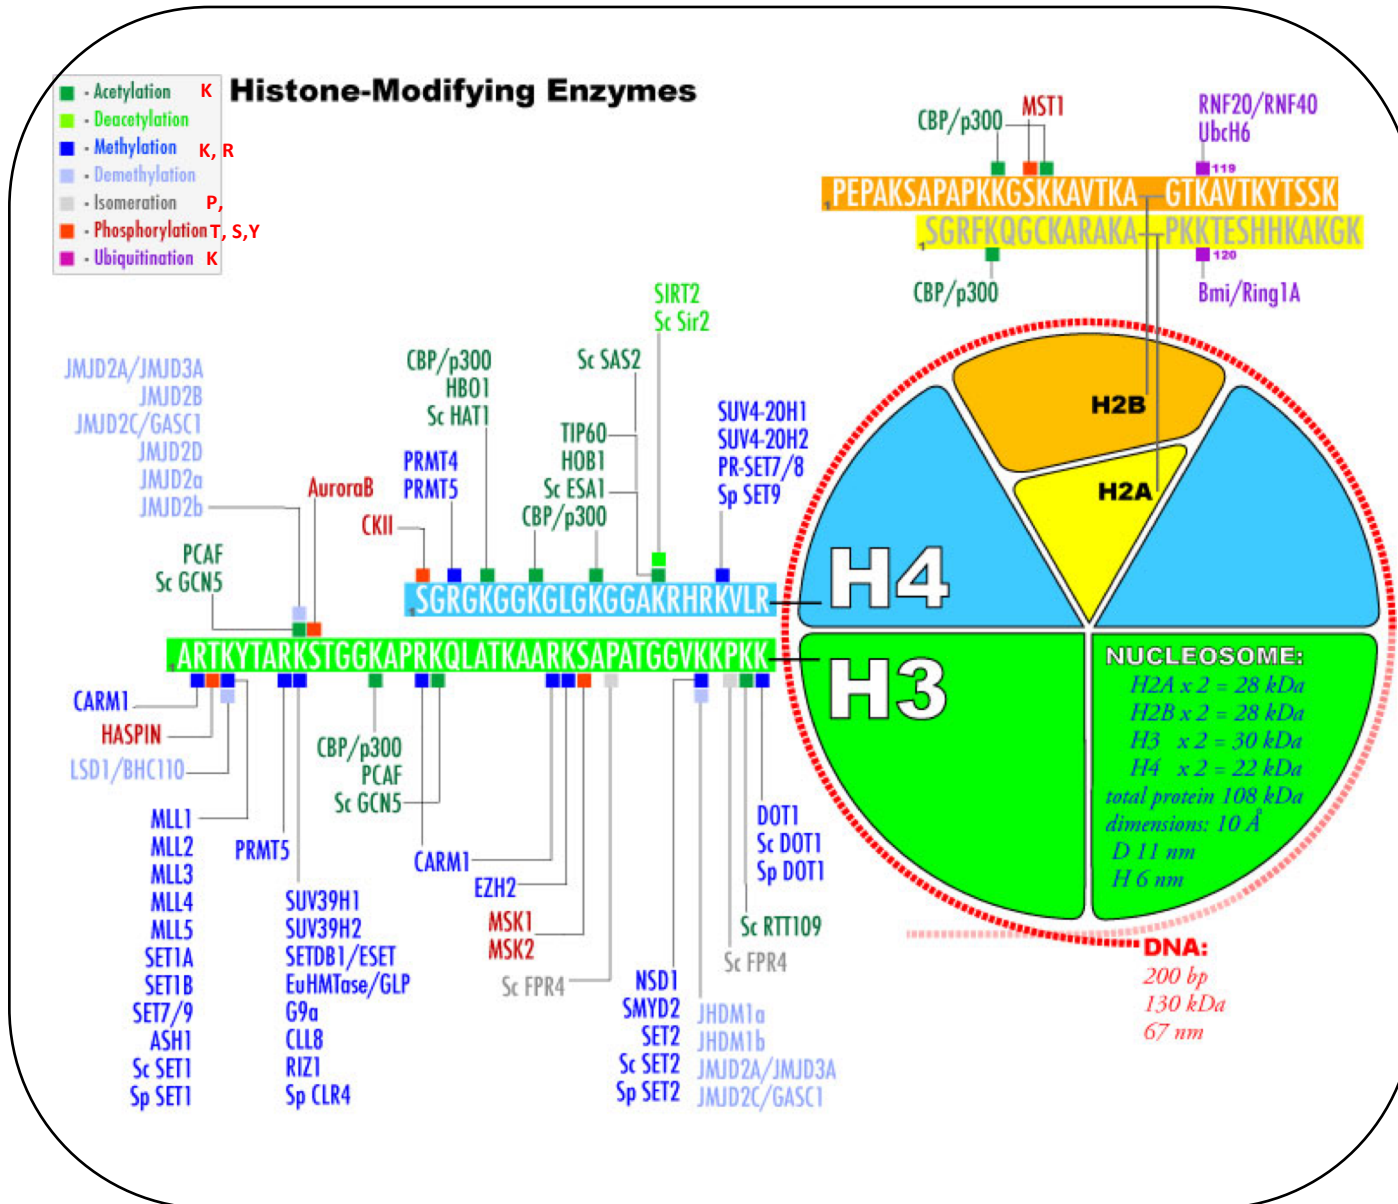 Histone-Modifying Enzymes
- Acetylation K
- Deacetylation
- Methylation K, R
- Demethylation
- Isomeration P,
- Phosphorylation T, S,Y
- Ubiquitination K
CBP/p300
MST1
RNF20/RNF40
UbcH6
119
1 PEPAKSAPAPKKGSKKAVTKA GTKAVTKYTSSK
1 SGRFKQGCKARAKA PKKTESHHKAKGK
120
CBP/p300
Bmi/Ring1A
SIRT2
Sc Sir2
JMJD2A/JMJD3A
JMJD2B
JMJD2C/GASC1
JMJD2D
JMJD2a
JMJD2b
AuroraB
PCAF
Sc GCN5
CKII
PRMT4
PRMT5
CBP/p300
HBO1
Sc HAT1
Sc SAS2
TIP60
HOB1
Sc ESA1
CBP/p300
SUV4-20H1
SUV4-20H2
PR-SET7/8
Sp SET9
1 SGRGKGGKGLGKGGAKRHRKVLR
H4
1 ARTKYTARKSTGGKAPRKQLATKAARKSAPATGGVKKPKK
H3
H2B
H2A
CARM1
HASPIN
LSD1/BHC110
MLL1
MLL2
MLL3
MLL4
MLL5
SET1A
SET1B
SET7/9
ASH1
Sc SET1
Sp SET1
PRMT5
SUV39H1
SUV39H2
SETDB1/ESET
EuHMTase/GLP
G9a
CLL8
RIZ1
Sp CLR4
CBP/p300
PCAF
Sc GCN5
CARM1
EZH2
MSK1
MSK2
Sc FPR4
NSD1
SMYD2
SET2
Sc SET2
Sp SET2
JHDM1a
JHDM1b
JMJD2A/JMJD3A
JMJD2C/GASC1
Sc FPR4
Sc RTT109
DOT1
Sc DOT1
Sp DOT1
NUCLEOSOME:
H2A x 2 = 28 kDa
H2B x 2 = 28 kDa
H3 x 2 = 30 kDa
H4 x 2 = 22 kDa
total protein 108 kDa
dimensions: 10 Å
D 11 nm
H 6 nm
DNA:
200 bp
130 kDa
67 nm